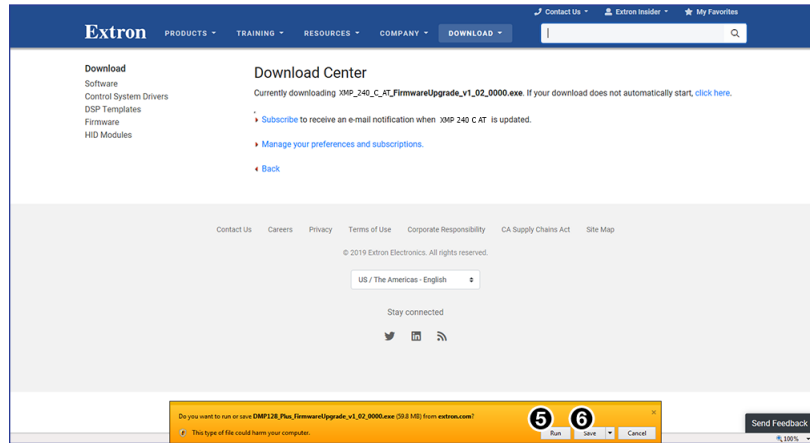 Contact Us
Extron Insider
My Favorites
Extron
PRODUCTS
TRAINING
RESOURCES
COMPANY
DOWNLOAD
Download
Software
Control System Drivers
DSP Templates
Firmware
HID Modules
Download Center
Currently downloading XMP_240_C_AT_FirmwareUpgrade_v1_02_0000.exe. If your download does not automatically start, click here.
Subscribe to receive an e-mail notification when XMP 240 C AT is updated.
Manage your preferences and subscriptions.
Back
Contact Us Careers Privacy Terms of Use Corporate Responsibility CA Supply Chains Act Site Map
© 2019 Extron Electronics. All rights reserved.
US / The Americas - English
Stay connected
Do you want to run or save DMP128_Plus_FirmwareUpgrade_v1_02_0000.exe (59.8 MB) from extron.com?
This type of file could harm your computer.
5
6
Run
Save
Cancel
Send Feedback
100%